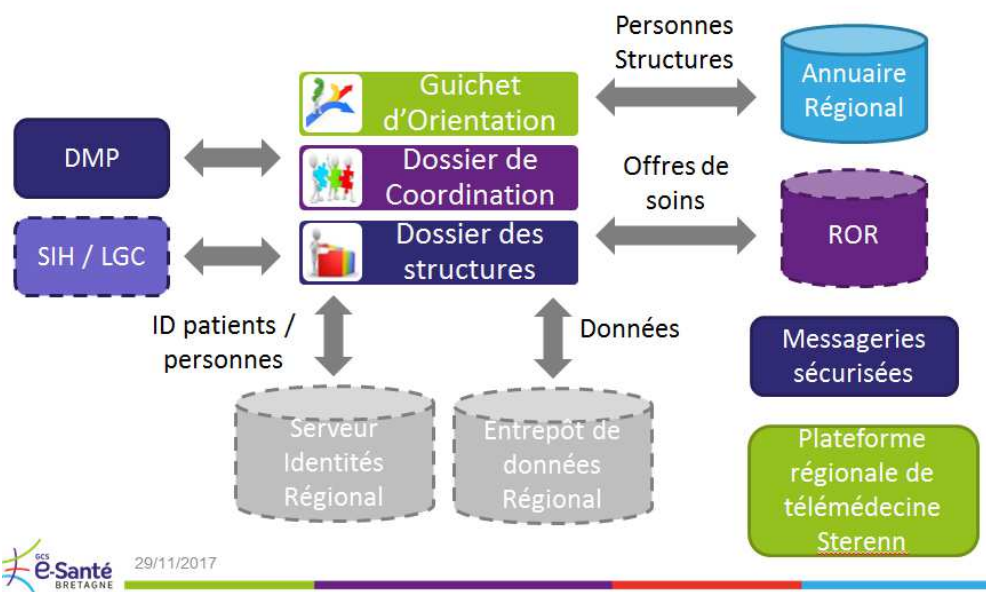 Personnes
Structures
Guichet
d'Orientation
Annuaire
Régional
DMP
Dossier de
Coordination
Offres de
soins
SIH / LGC
Dossier des
structures
ROR
ID patients /
personnes
Données
Messageries
sécurisées
Serveur
Identités
Régional
Entrepôt de
données
Régional
Plateforme
régionale de
télémédecine
Sterenn
GCS
e-Santé
BRETAGNE
29/11/2017